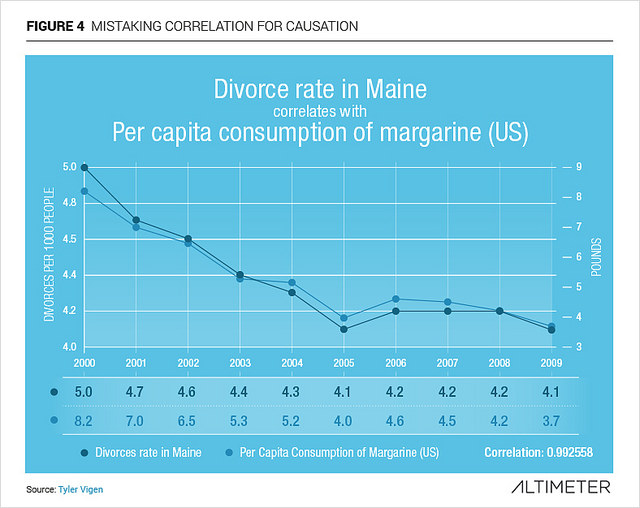 FIGURE 4 MISTAKING CORRELATION FOR CAUSATION
Divorce rate in Maine
correlates with
Per capita consumption of margarine (US)
DIVORCES PER 1000 PEOPLE
5.0
4.8
4.5
4.4
4.2
4.0
9
8
7
6
5
4
3
POUNDS
2000 2001 2002 2003 2004 2005 2006 2007 2008 2009
5.0 4.7 4.6 4.4 4.3 4.1 4.2 4.2 4.2 4.1
8.2 7.0 6.5 5.3 5.2 4.0 4.6 4.5 4.2 3.7
Divorces rate in Maine Per Capita Consumption of Margarine (US) Correlation: 0.992558
Source: Tyler Vigen
ALTIMETER